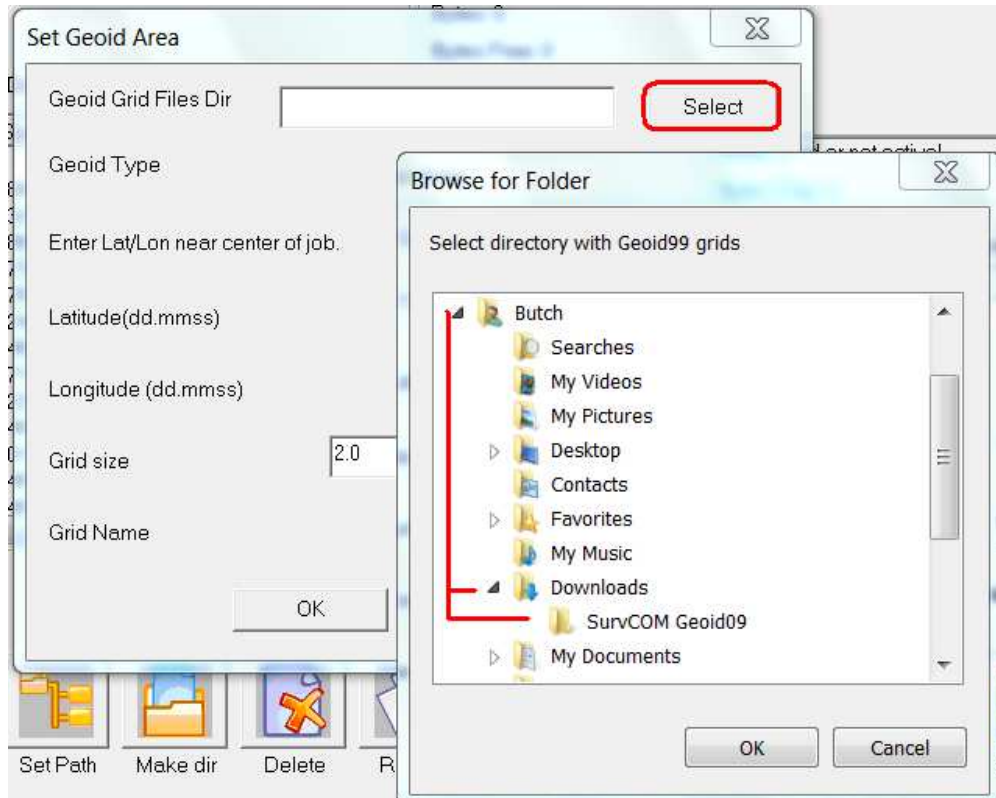 Set Geoid Area
Geoid Grid Files Dir
Select
Geoid Type
Enter Lat/Lon near center of job.
Latitude(dd.mmss)
Longitude (dd.mmss)
Grid size
2.0
Grid Name
OK
Browse for Folder
Select directory with Geoid99 grids
Butch
Searches
My Videos
My Pictures
Desktop
Contacts
Favorites
My Music
Downloads
SurvCOM Geoid09
My Documents
OK
Cancel
Set Path
Make dir
Delete